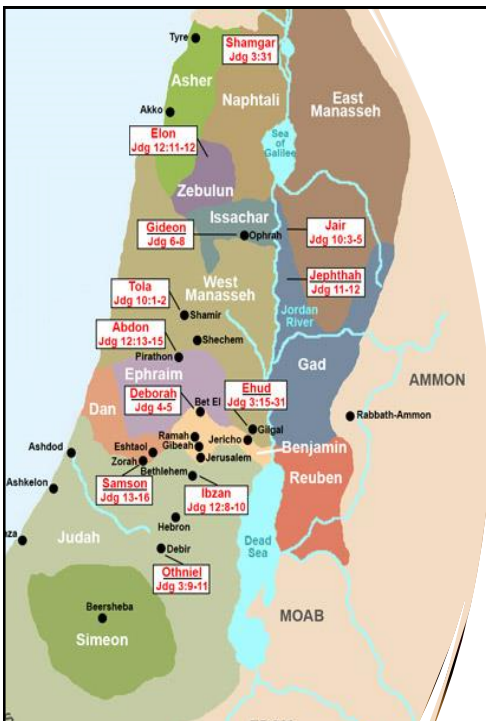 Tyre
Shamgar
Jdg 3:31
Asher
Naphtali
East
Manasseh
Akko
Elon
Jdg 12:11-12
Sea
of
Galilee
Zebulun
Issachar
Gideon
Jdg 6-8
Ophrah
Jair
Jdg 10:3-5
West
Manasseh
Jephthah
Jdg 11-12
Tola
Jdg 10:1-2
Shamir
Jordan
River
Abdon
Jdg 12:13-15
Shechem
Pirathon
Ephraim
Gad
AMMON
Deborah
Jdg 4-5
Ehud
Jdg 3:15-31
Dan
Bet El
Rabbath-Ammon
Gilgal
Ramah
Jericho
Gibeah
Benjamin
Ashdod
Eshtaol
Zorah
Jerusalem
Reuben
Bethlehem
Samson
Jdg 13-16
Ashkelon
Ibzan
Jdg 12:8-10
Hebron
Judah
Dead
Sea
Debir
Othniel
Jdg 3:9-11
Beersheba
MOAB
Simeon